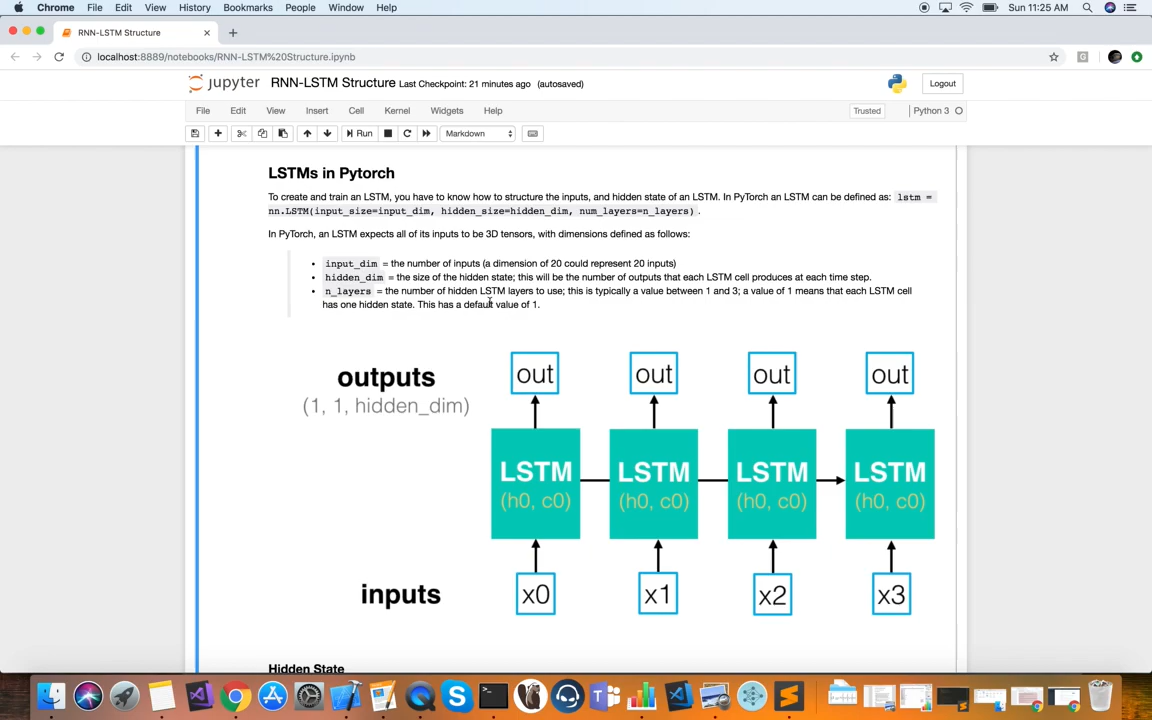 Chrome File Edit View History Bookmarks People Window Help Sun 11:25 AM
RNN-LSTM Structure
localhost:8889/notebooks/RNN-LSTM%20Structure.ipynb
jupyter RNN-LSTM Structure Last Checkpoint: 21 minutes ago (autosaved) Logout
File Edit View Insert Cell Kernel Widgets Help Trusted Python 3
Run Markdown
LSTMs in Pytorch
To create and train an LSTM, you have to know how to structure the inputs, and hidden state of an LSTM. In PyTorch an LSTM can be defined as: lstm =
nn.LSTM(input_size=input_dim, hidden_size=hidden_dim, num_layers=n_layers) .
In PyTorch, an LSTM expects all of its inputs to be 3D tensors, with dimensions defined as follows:
• input_dim = the number of inputs (a dimension of 20 could represent 20 inputs)
• hidden_dim = the size of the hidden state; this will be the number of outputs that each LSTM cell produces at each time step.
• n_layers = the number of hidden LSTM layers to use; this is typically a value between 1 and 3; a value of 1 means that each LSTM cell
has one hidden state. This has a default value of 1.
outputs out out out out
(1, 1, hidden_dim)
LSTM LSTM LSTM LSTM
(h0, c0) (h0, c0) (h0, c0) (h0, c0)
inputs x0 x1 x2 x3
Hidden State